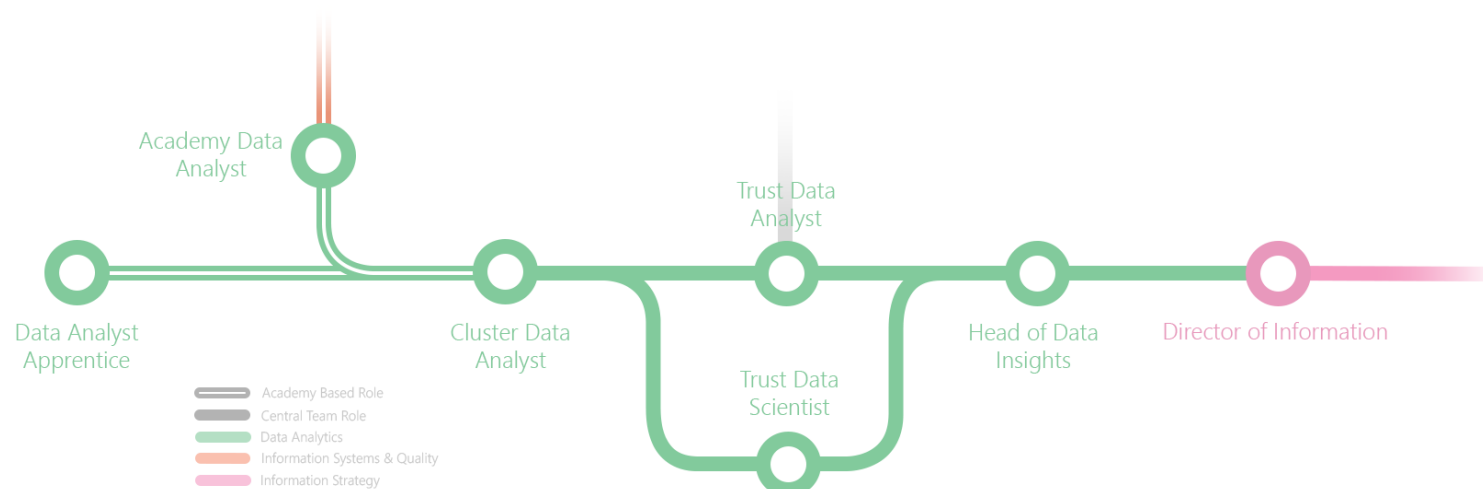 Academy Data
Analyst
Trust Data
Analyst
Data Analyst
Apprentice
Cluster Data
Analyst
Trust Data
Scientist
Head of Data
Insights
Director of Information
Academy Based Role
Central Team Role
Data Analytics
Information Systems & Quality
Information Strategy